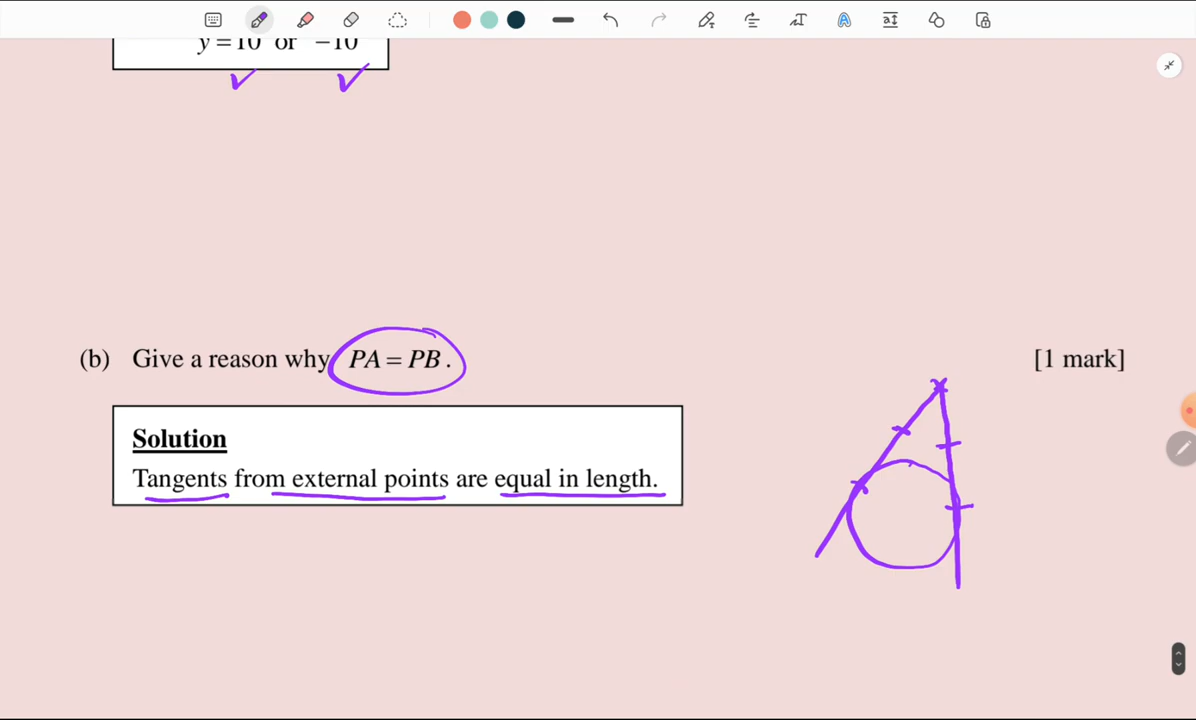 y = 10 or −10
(b) Give a reason why PA = PB. [1 mark]
Solution
Tangents from external points are equal in length.